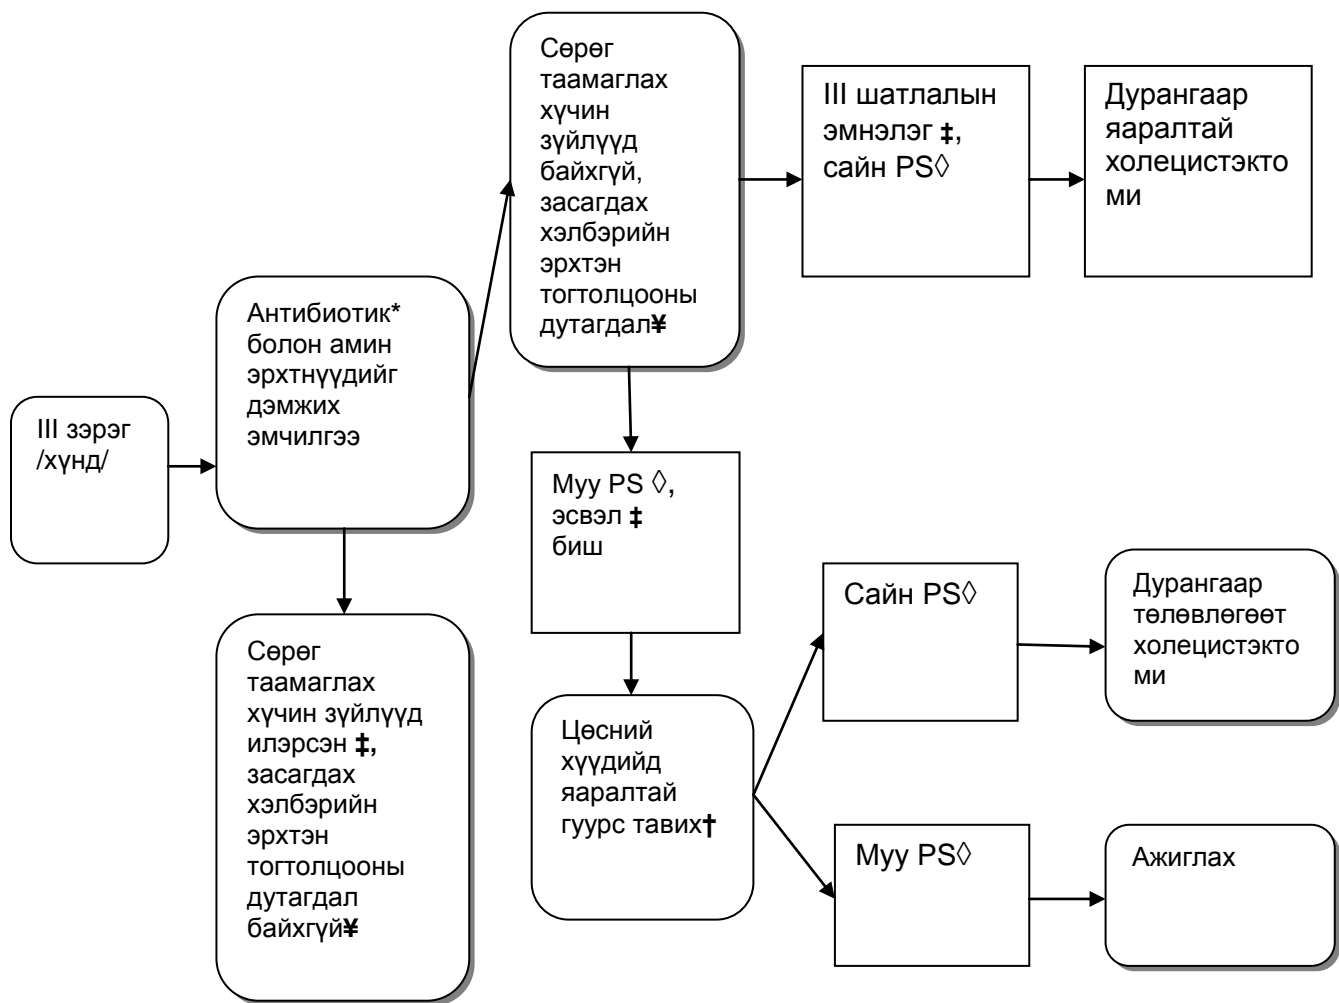 III зэрэг
/хүнд/
Антибиотик*
болон амин
эрхтнүүдийг
дэмжих
эмчилгээ
Сөрөг
таамаглах
хүчин
зүйлүүд
байхгүй,
засагдах
хэлбэрийн
эрхтэн
тогтолцооны
дутагдал¥
III шатлалын
эмнэлэг ‡,
сайн PS◊
Дурангаар
яаралтай
холецистэкто
ми
Муу PS ◊,
эсвэл ‡
биш
Сөрөг
таамаглах
хүчин зүйлүүд
илэрсэн ‡,
засагдах
хэлбэрийн
эрхтэн
тогтолцооны
дутагдал
байхгүй¥
Цөсний
хүүдийд
яаралтай
гуурс тавих†
Сайн PS◊
Дурангаар
төлөвлөгөөт
холецистэкто
ми
Муу PS◊
Ажиглах